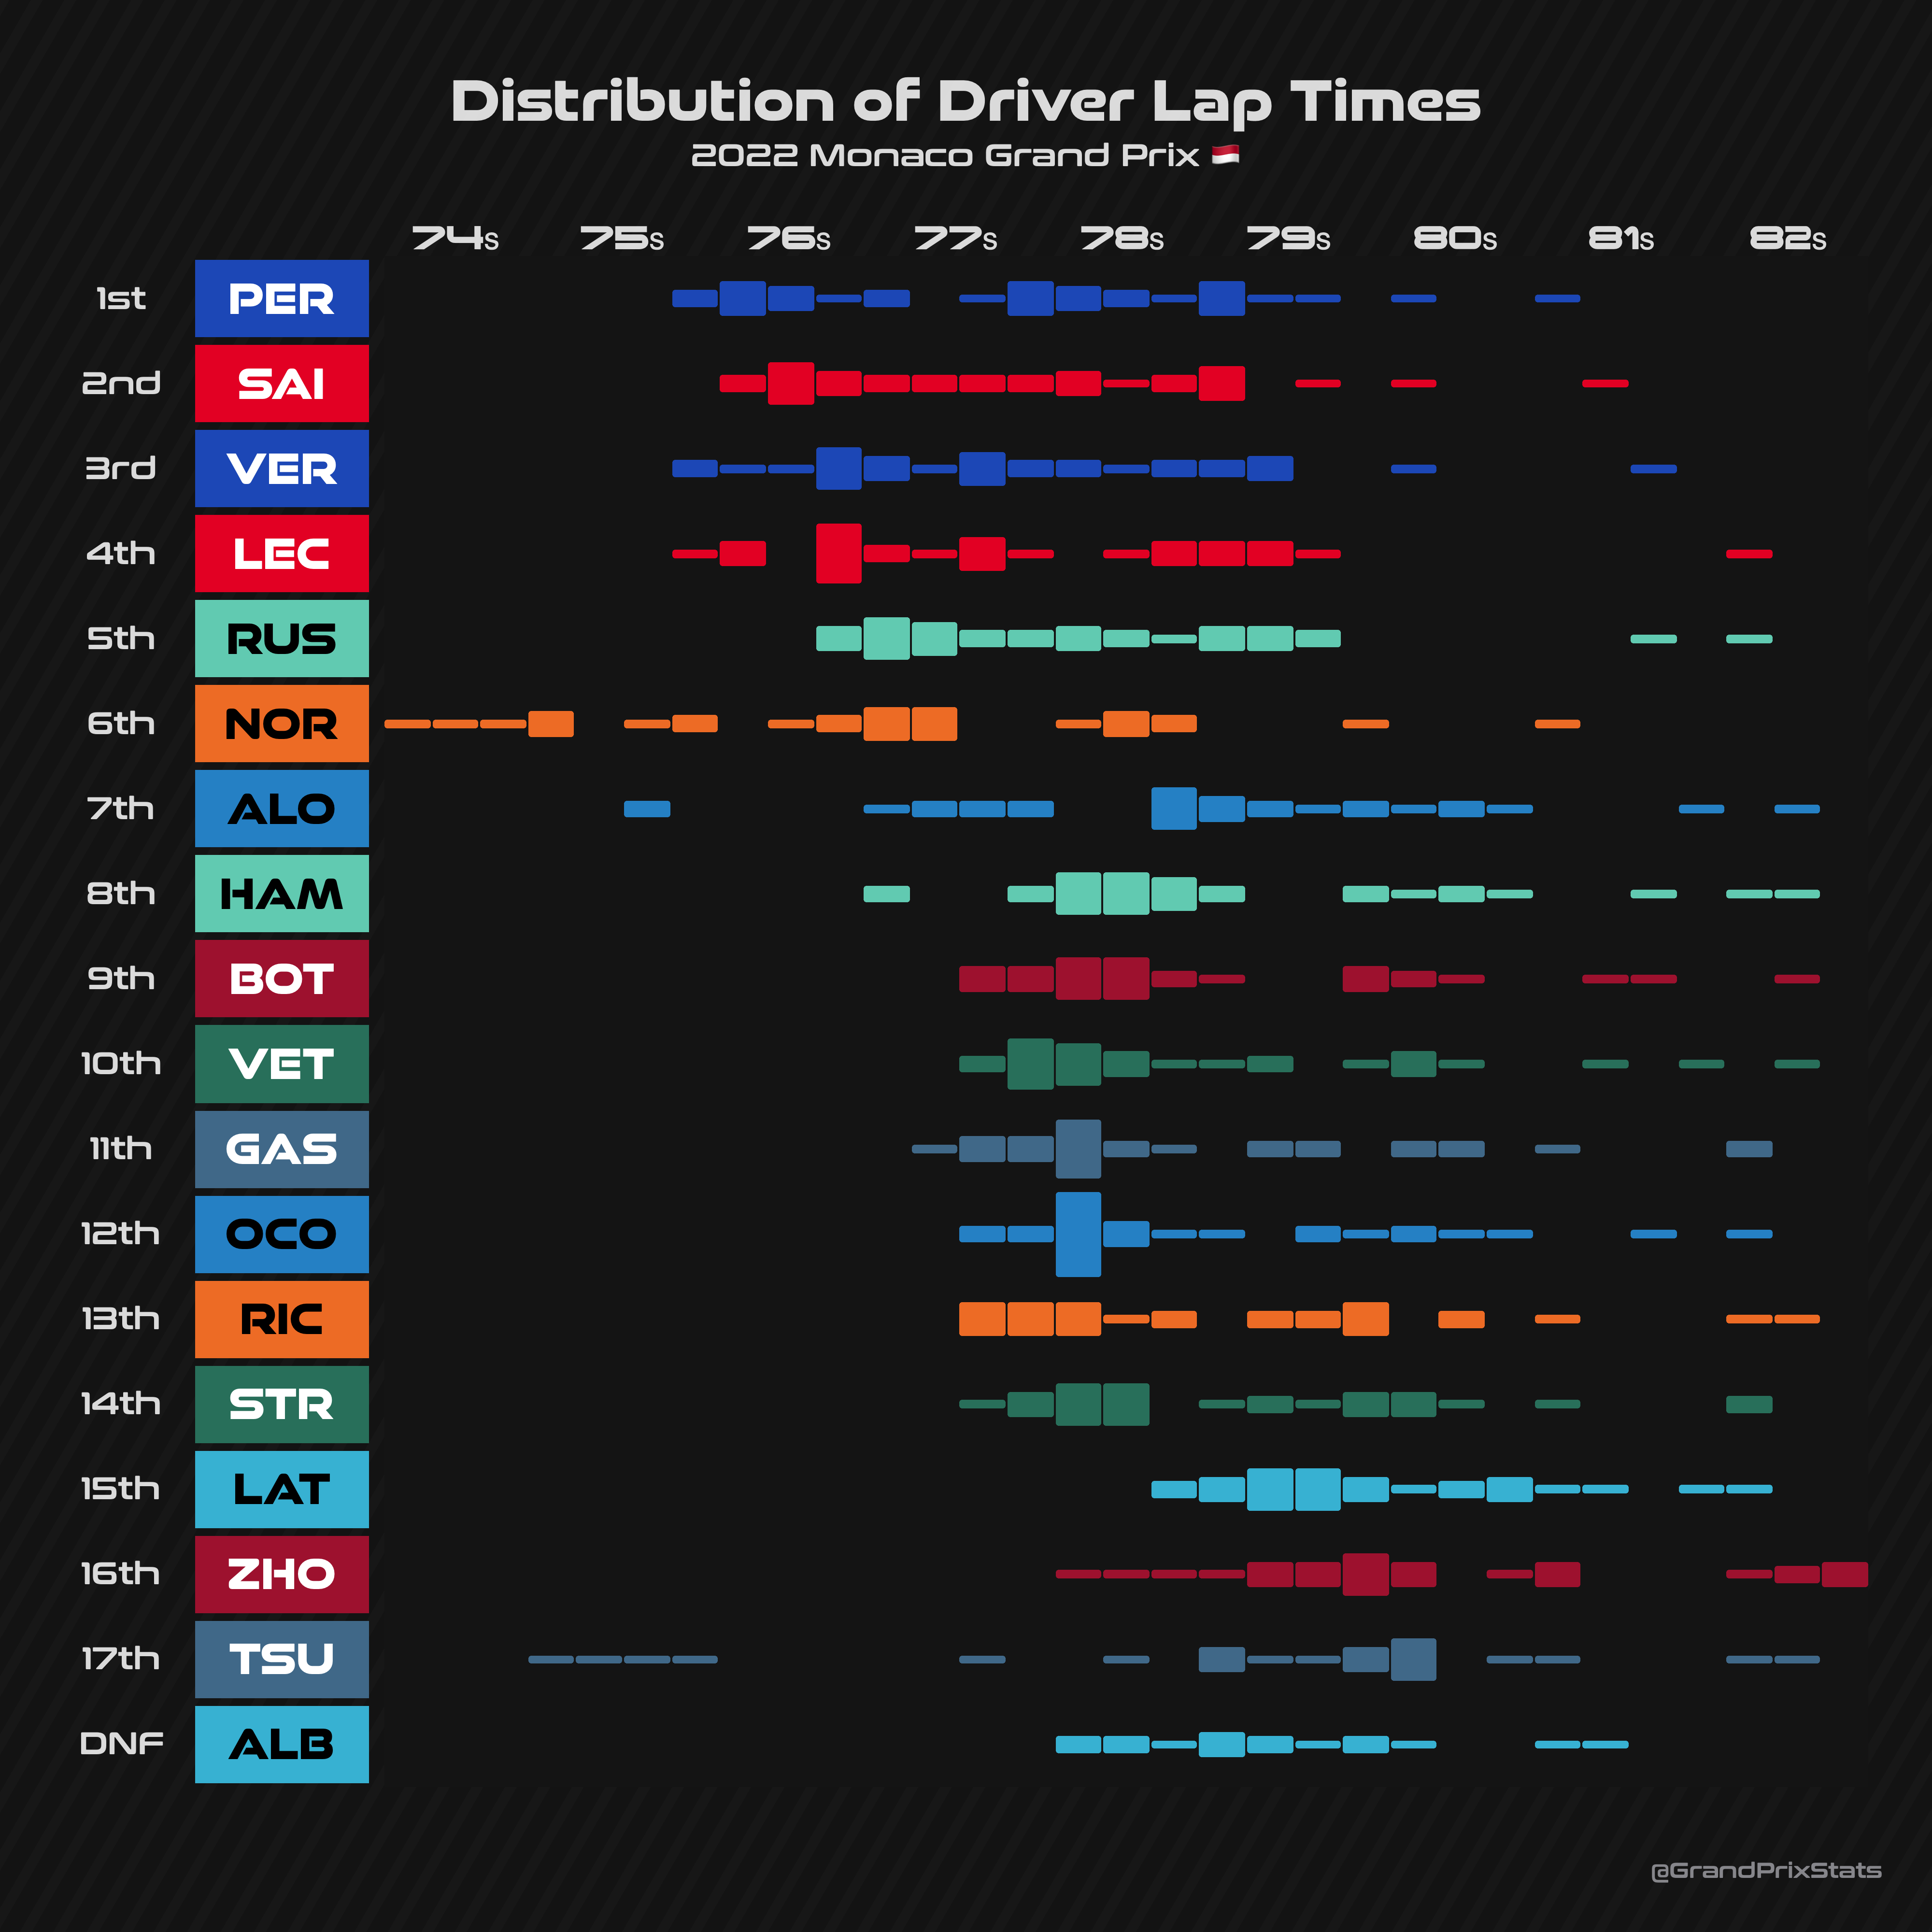 Distribution of Driver Lap Times
2022 Monaco Grand Prix 🇲🇨
74s 75s 76s 77s 78s 79s 80s 81s 82s
1st PER
2nd SAI
3rd VER
4th LEC
5th RUS
6th NOR
7th ALO
8th HAM
9th BOT
10th VET
11th GAS
12th OCO
13th RIC
14th STR
15th LAT
16th ZHO
17th TSU
DNF ALB
@GrandPrixStats